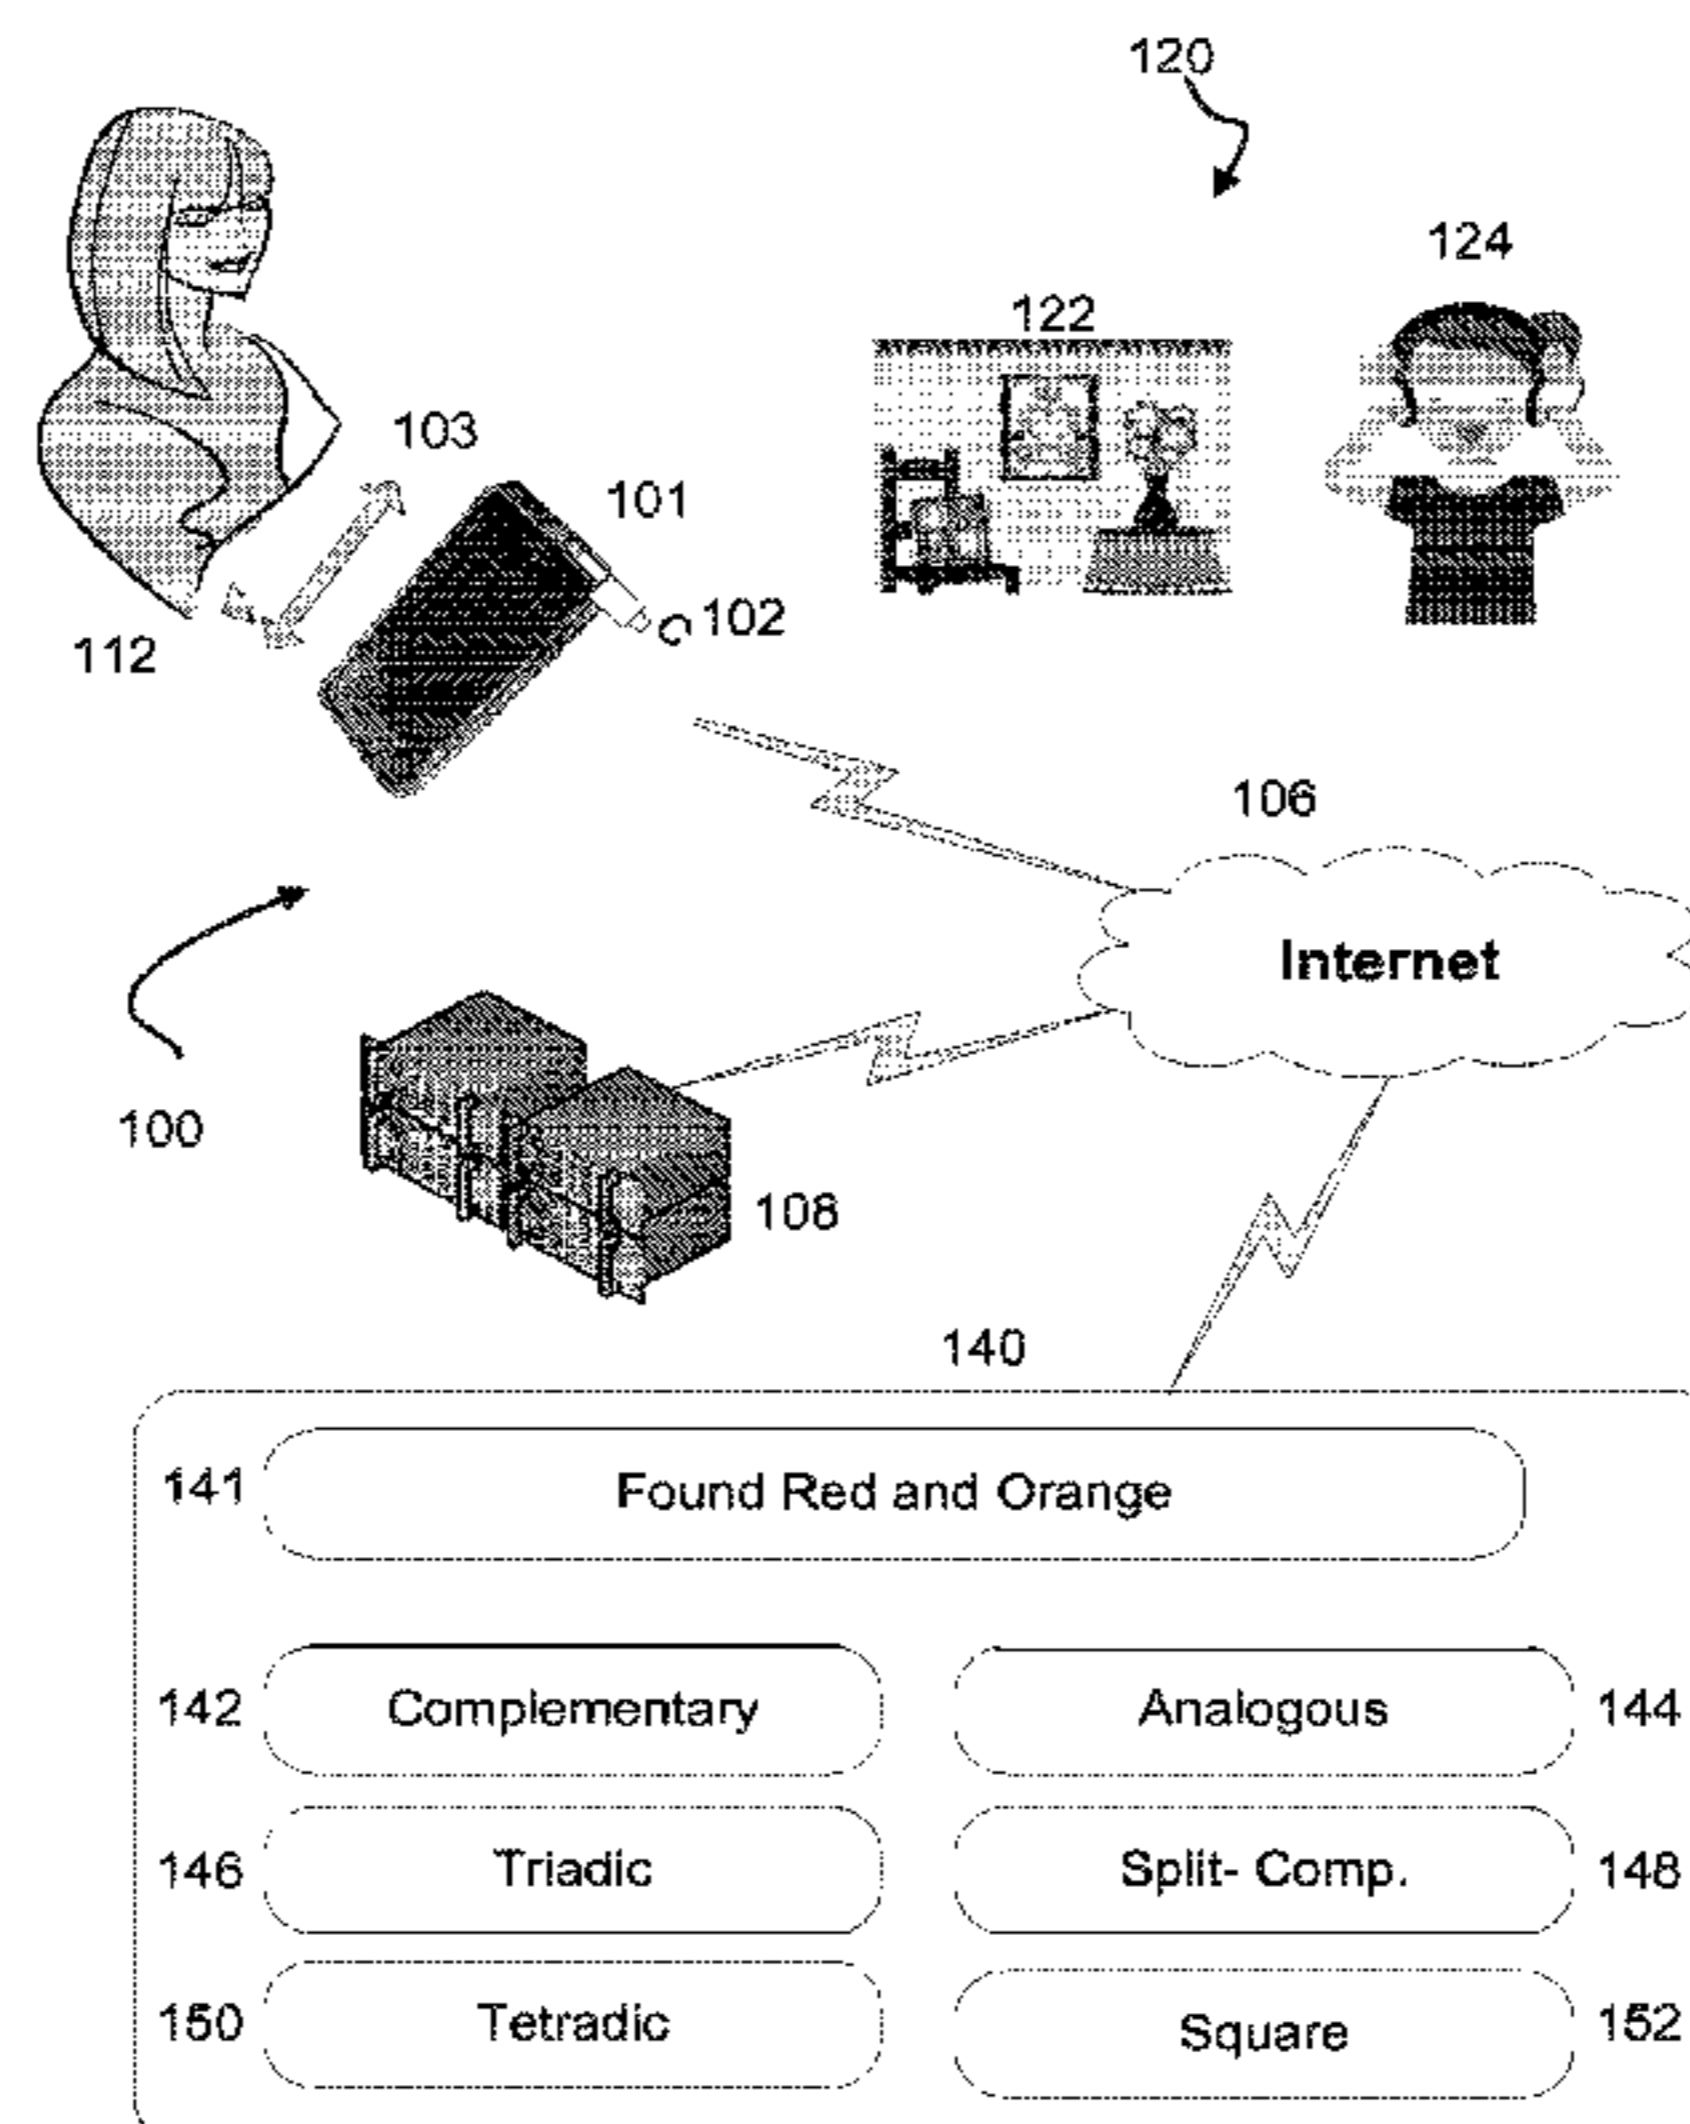 120
124
122
103
101
102
112
106
Internet
100
108
140
141 Found Red and Orange
142 Complementary Analogous 144
146 Triadic Split- Comp. 148
150 Tetradic Square 152